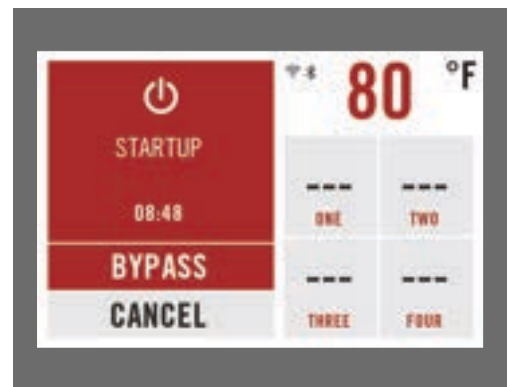 STARTUP
08:48
BYPASS
CANCEL
80 °F
---
ONE
---
TWO
---
THREE
---
FOUR